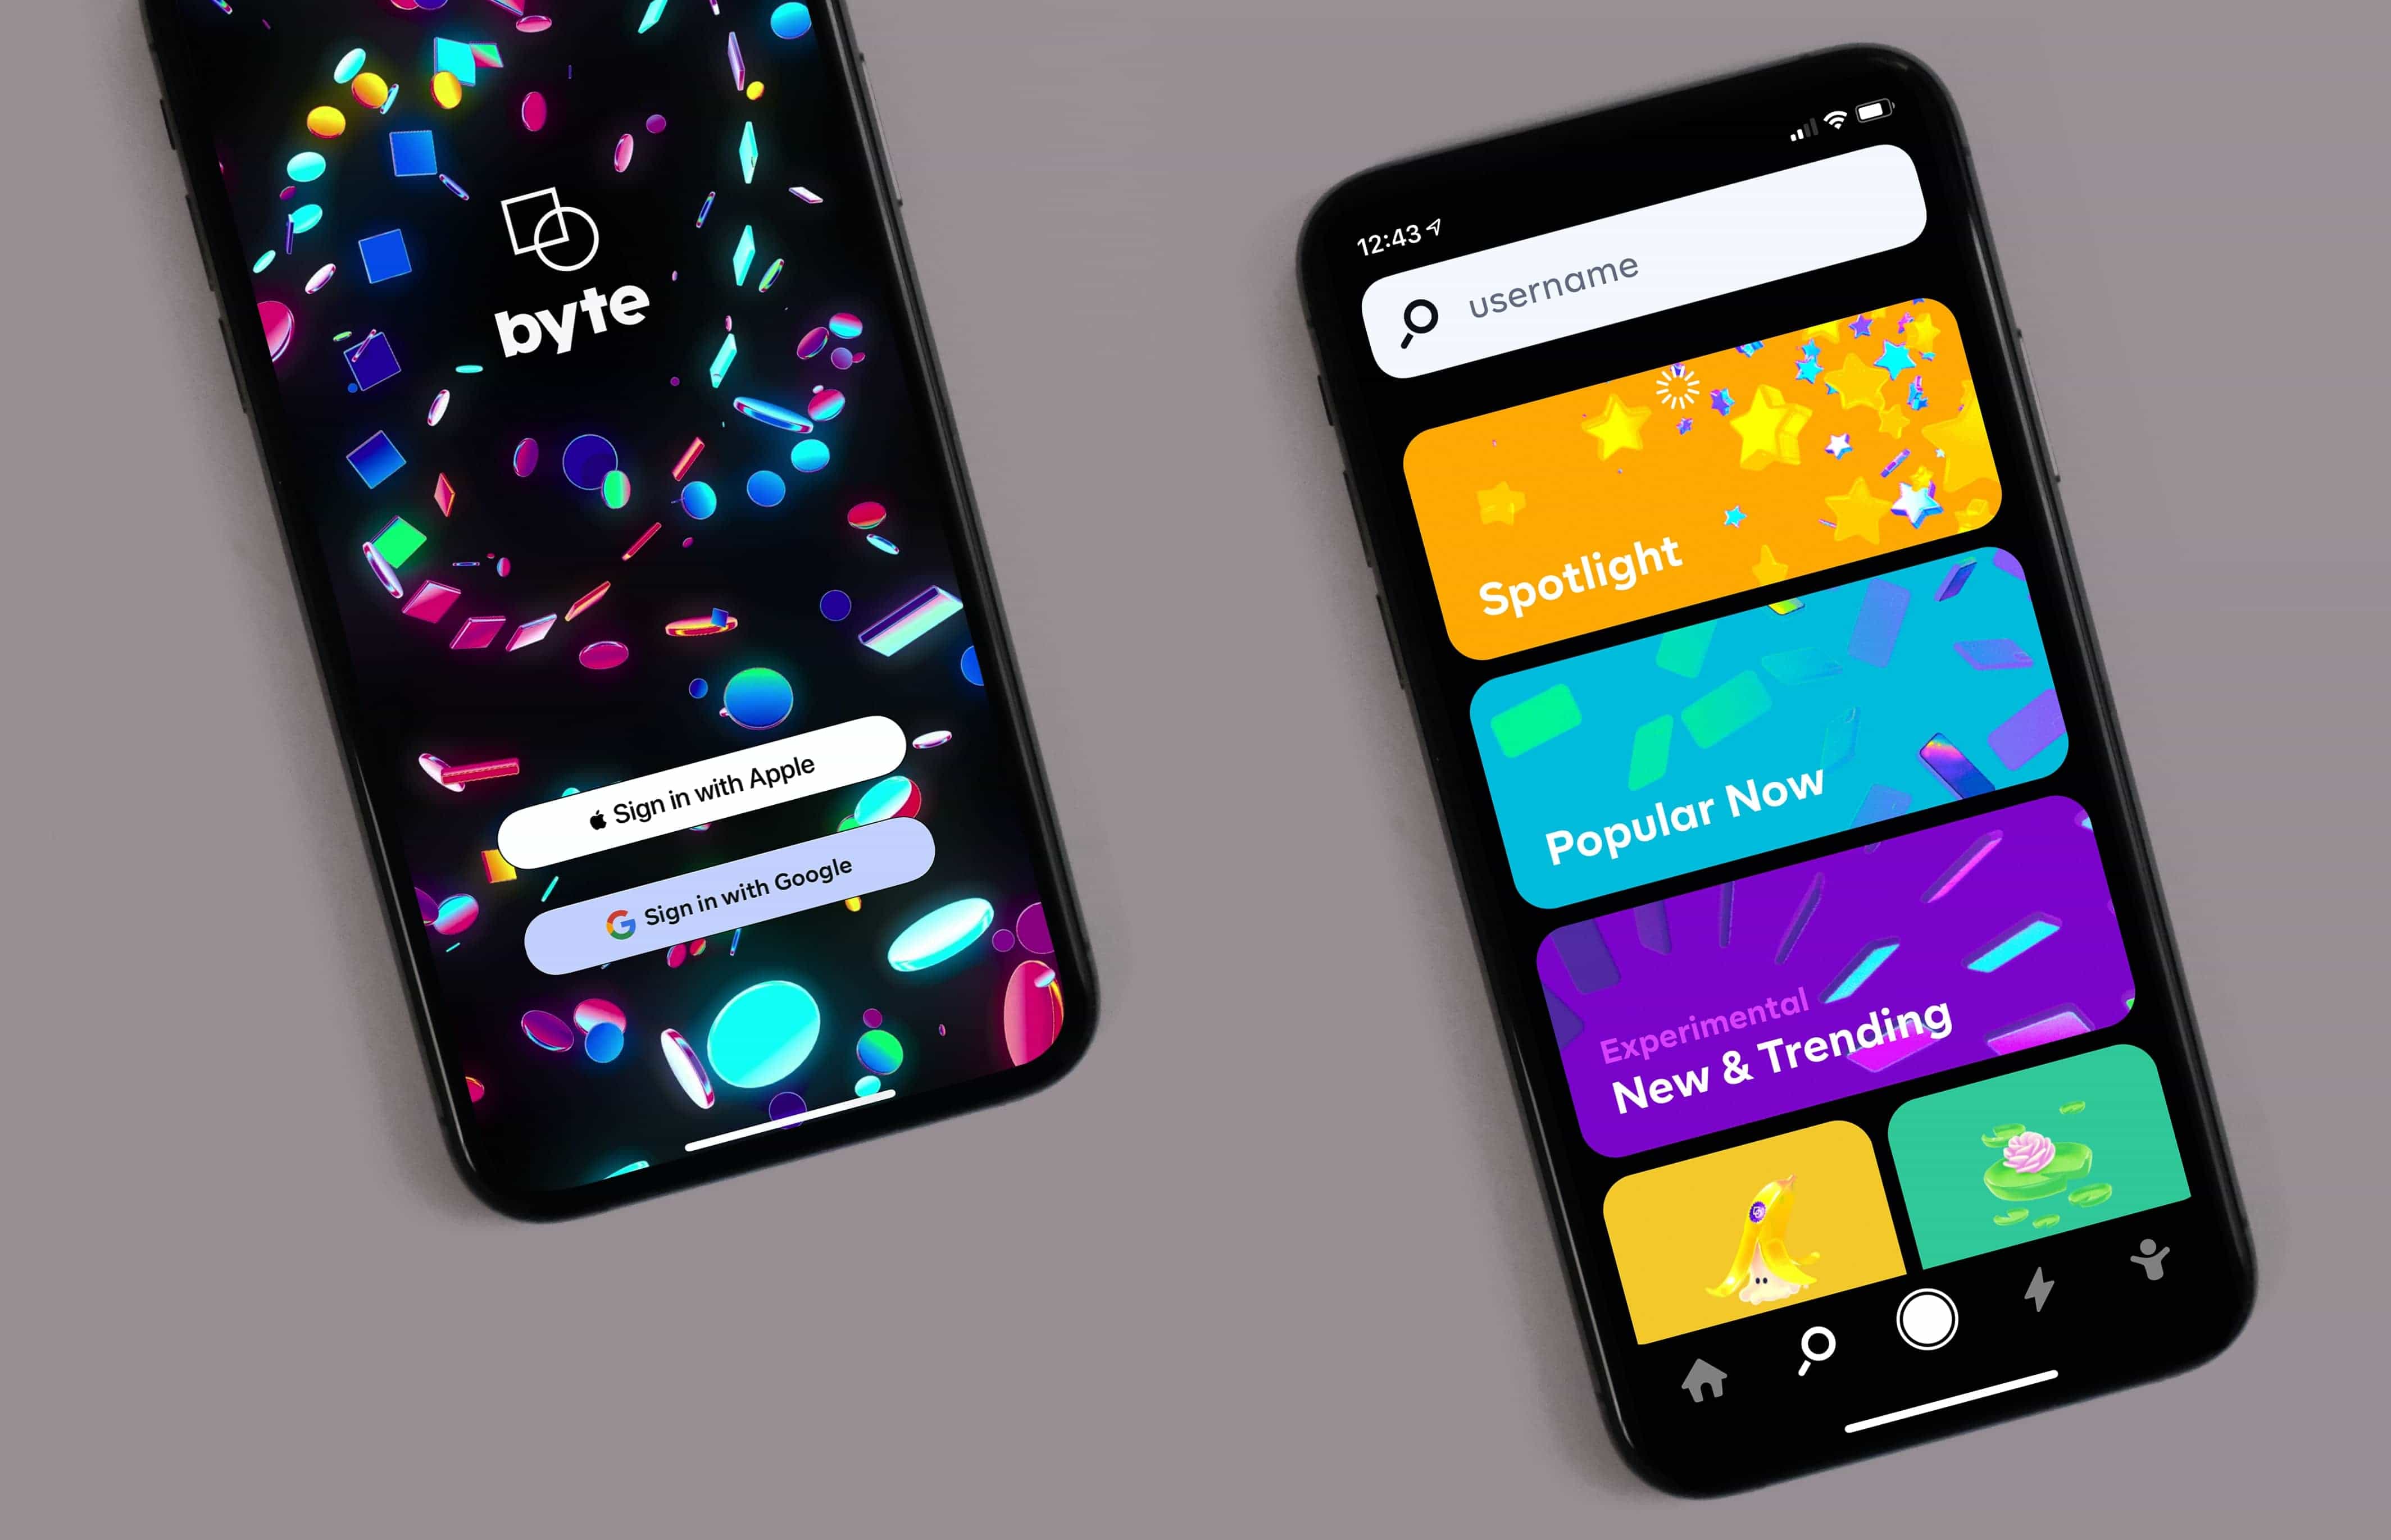 byte
Sign in with Apple
Sign in with Google
12:43
username
Spotlight
Popular Now
Experimental
New & Trending